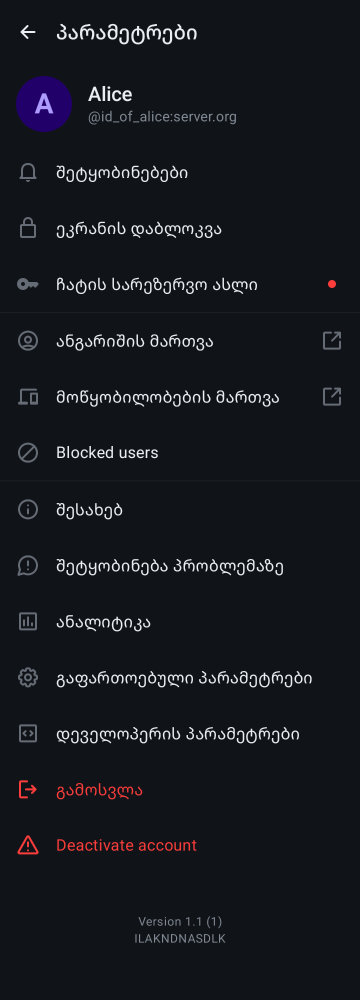 პარამეტრები
A
Alice
@id_of_alice:server.org
შეტყობინებები
ეკრანის დაბლოკვა
ჩატის სარეზერვო ასლი
ანგარიშის მართვა
მოწყობილობების მართვა
Blocked users
შესახებ
შეტყობინება პრობლემაზე
ანალიტიკა
გაფართოებული პარამეტრები
დეველოპერის პარამეტრები
გამოსვლა
Deactivate account
Version 1.1 (1)
ILAKNDNASDLK